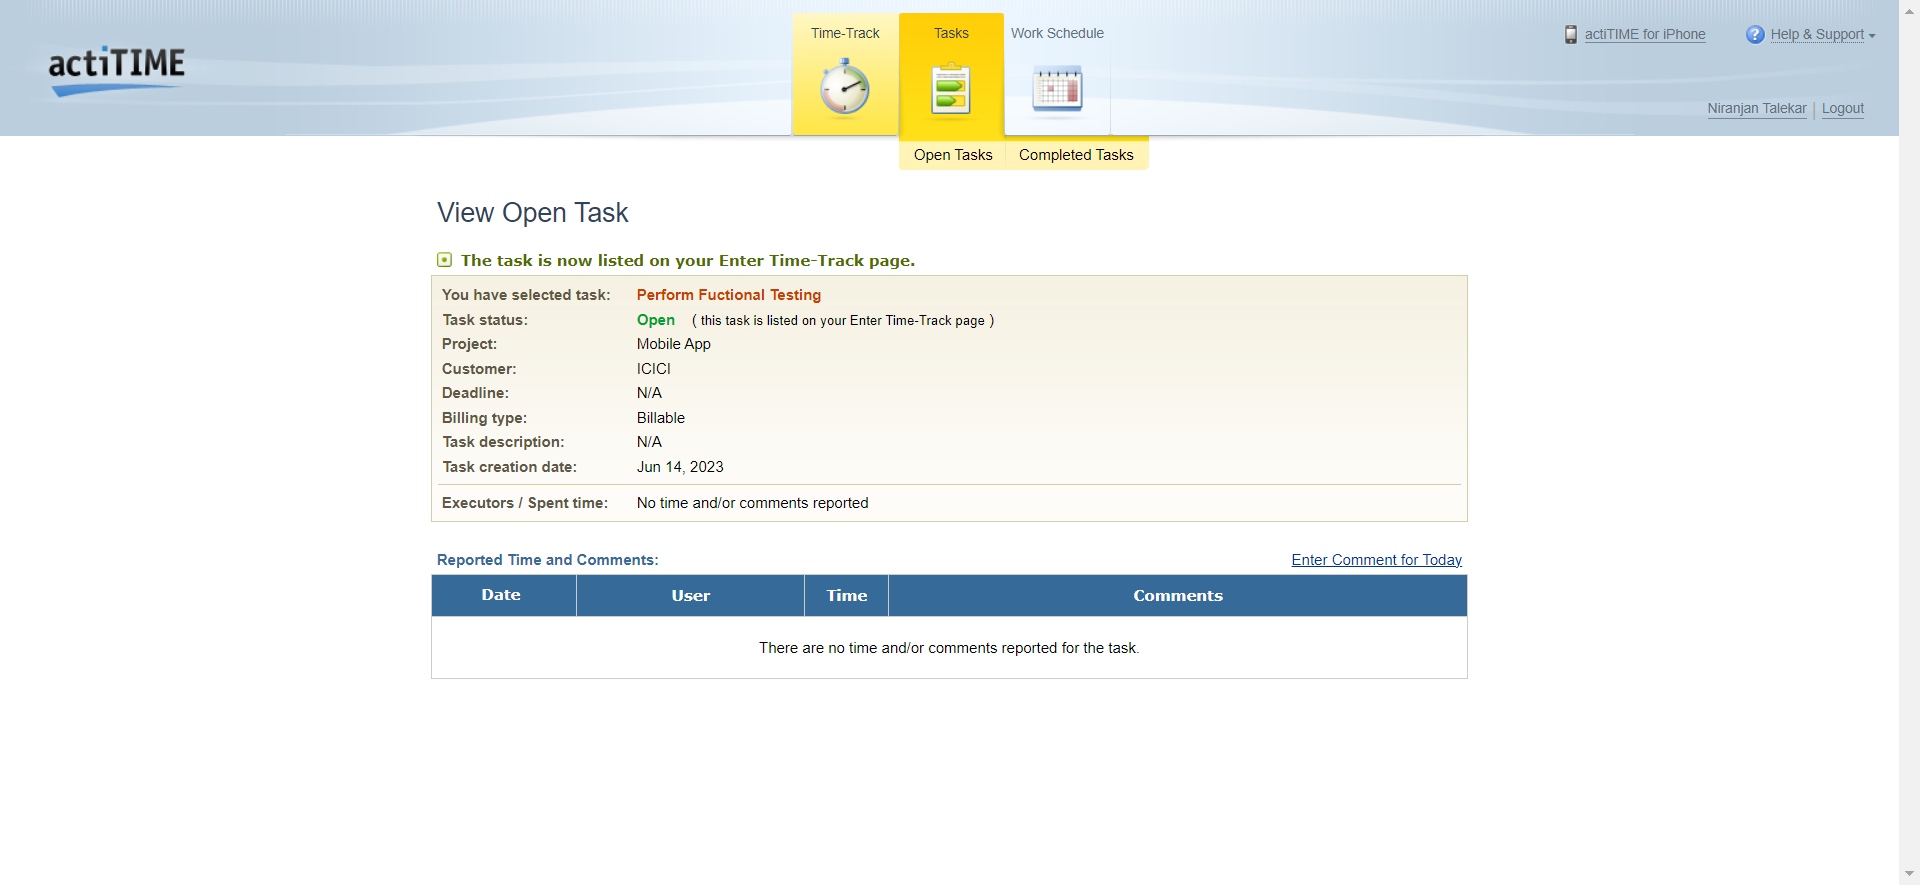 actiTIME
Time-Track
Tasks
Work Schedule
actiTIME for iPhone
Help & Support
Niranjan Talekar | Logout
Open Tasks
Completed Tasks
View Open Task
The task is now listed on your Enter Time-Track page.
You have selected task: Perform Fuctional Testing
Task status: Open ( this task is listed on your Enter Time-Track page )
Project: Mobile App
Customer: ICICI
Deadline: N/A
Billing type: Billable
Task description: N/A
Task creation date: Jun 14, 2023
Executors / Spent time: No time and/or comments reported
Reported Time and Comments: Enter Comment for Today
Date User Time Comments
There are no time and/or comments reported for the task.